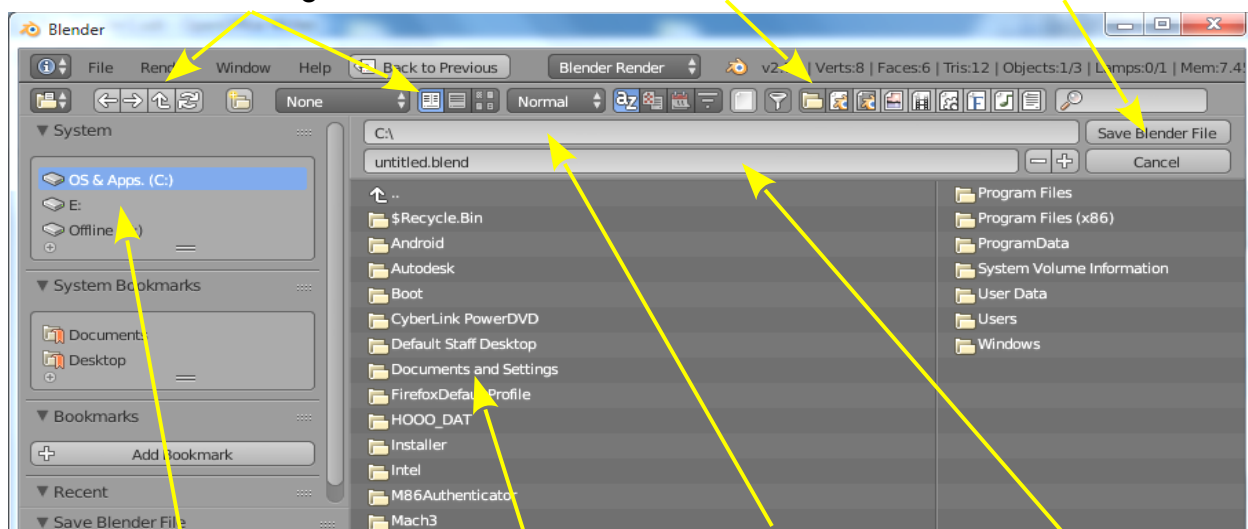 Blender
File Window Help Back to Previous Blender Render Verts:8 | Faces:6 | Tris:12 | Objects:1/3 | Lamps:0/1 | Mem:7.4
None Normal
System
C:\ Save Blender File
untitled.blend Cancel
OS & Apps. (C:)
E:
Offline
System Bookmarks
Documents
Desktop
Bookmarks
Add Bookmark
Recent
Save Blender File
..
$Recycle.Bin
Android
Autodesk
Boot
CyberLink PowerDVD
Default Staff Desktop
Documents and Settings
FirefoxDefaultProfile
HOOO_DAT
Installer
Intel
M86Authenticator
Mach3
Program Files
Program Files (x86)
ProgramData
System Volume Information
User Data
Users
Windows